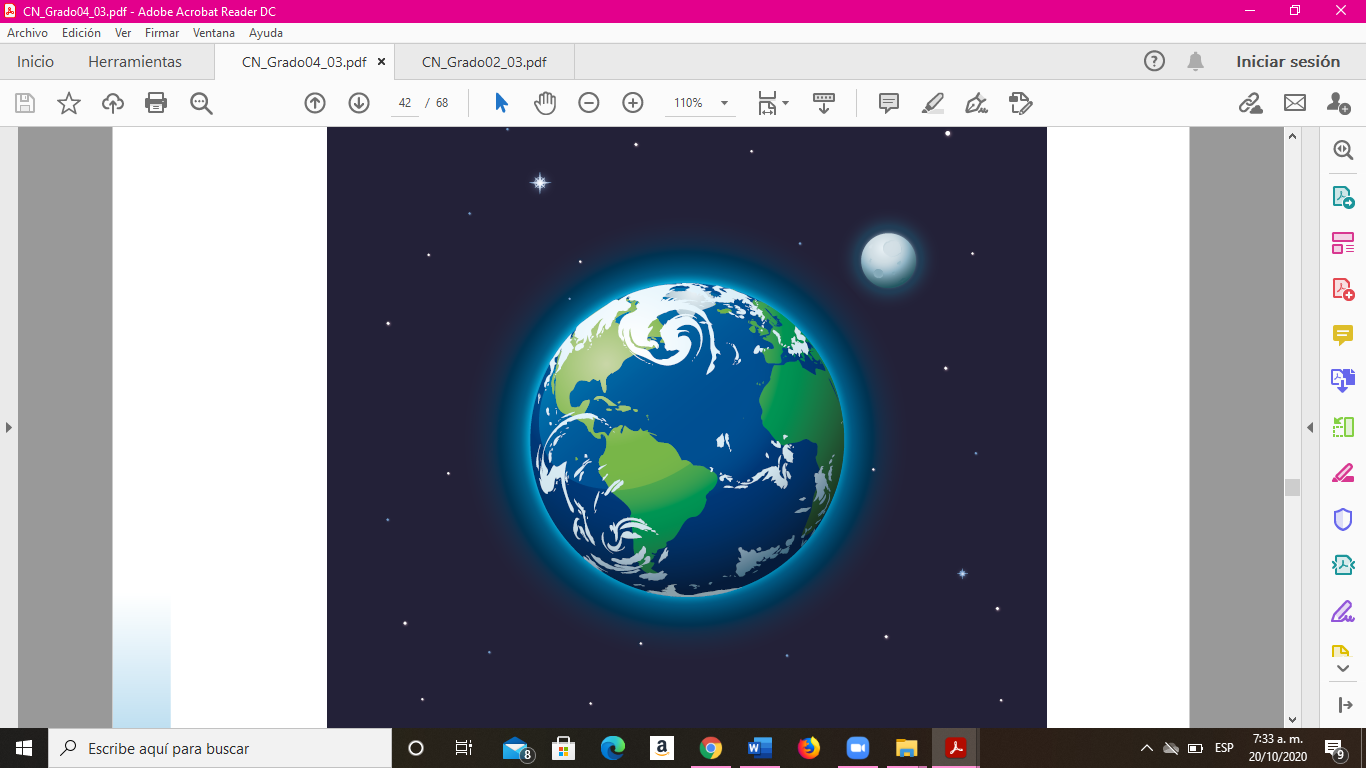 CN_Grado04_03.pdf - Adobe Acrobat Reader DC
Archivo Edición Ver Firmar Ventana Ayuda
Inicio Herramientas CN_Grado04_03.pdf × CN_Grado02_03.pdf Iniciar sesión
42 / 68 110%
Escribe aquí para buscar 8 a ESP 7:33 a. m. 9
20/10/2020